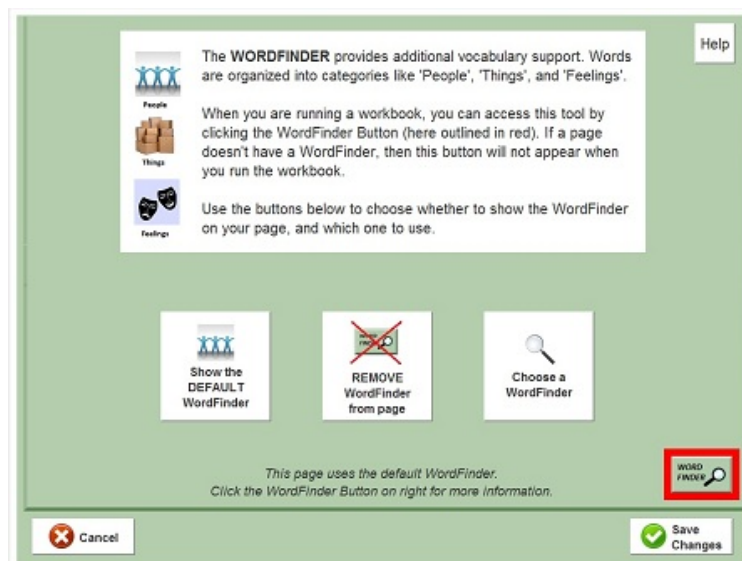 Help
The WORDFINDER provides additional vocabulary support. Words
are organized into categories like 'People', 'Things', and 'Feelings'.
People
When you are running a workbook, you can access this tool by
clicking the WordFinder Button (here outlined in red). If a page
doesn't have a WordFinder, then this button will not appear when
you run the workbook.
Things
Use the buttons below to choose whether to show the WordFinder
on your page, and which one to use.
Feelings
Show the
DEFAULT
WordFinder
WORD
FINDER
REMOVE
WordFinder
from page
Choose a
WordFinder
This page uses the default WordFinder.
Click the WordFinder Button on right for more information.
WORD
FINDER
Cancel
Save
Changes